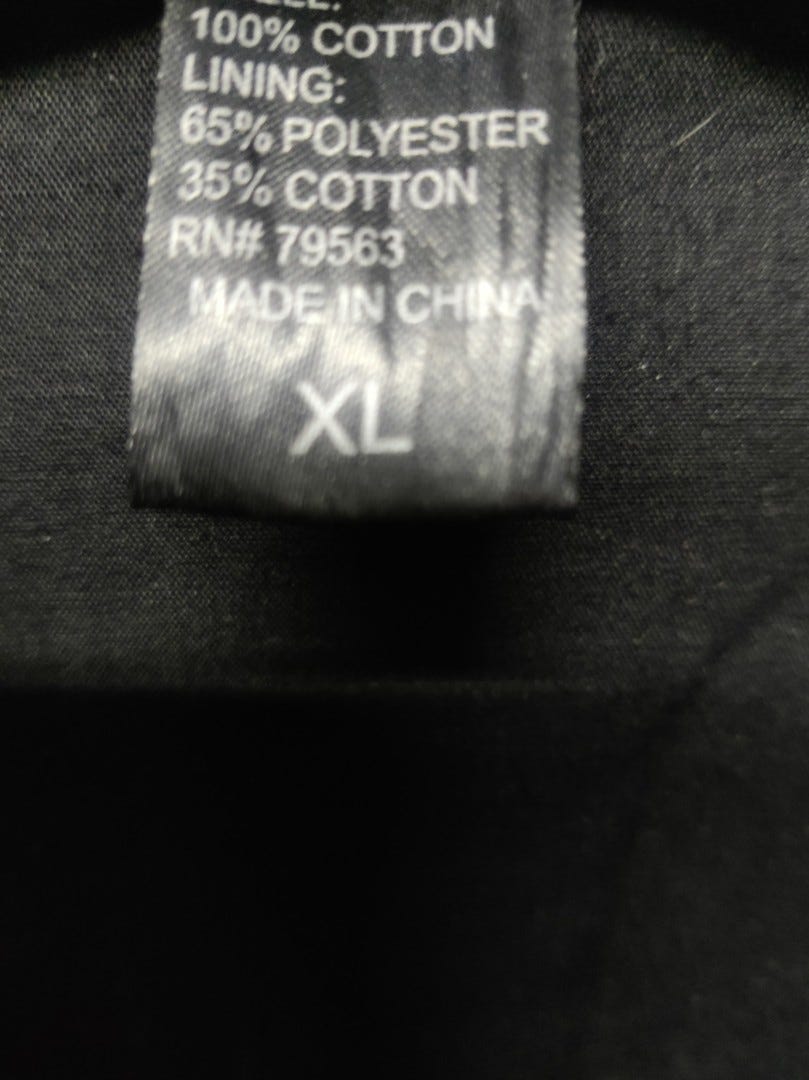 100% COTTON
LINING:
65% POLYESTER
35% COTTON
RN# 79563
MADE IN CHINA
XL